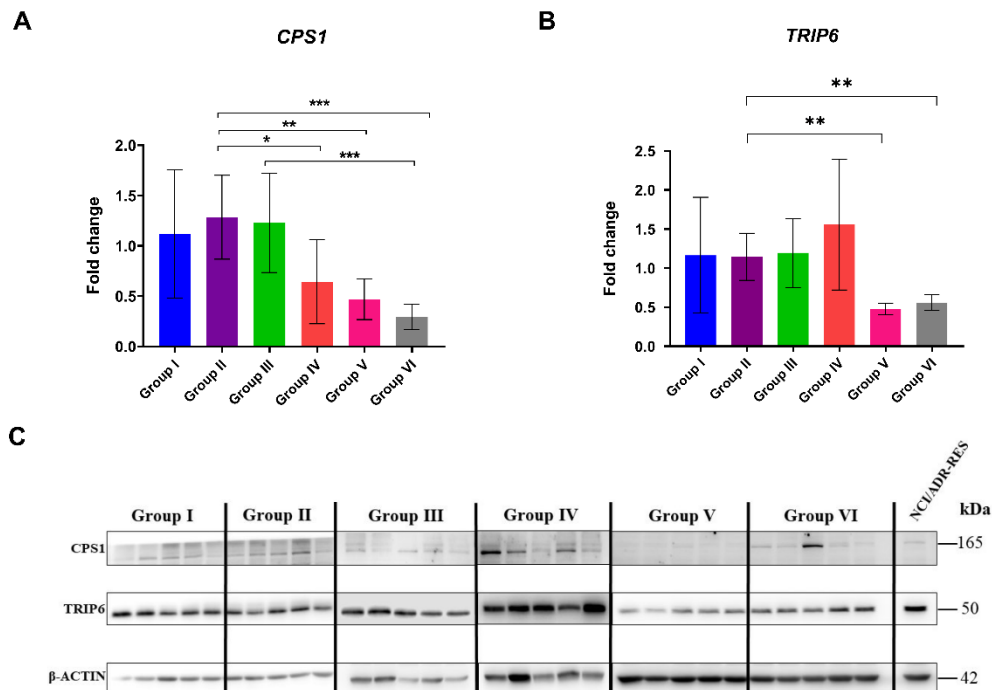 A
CPS1
***
**
*
***
Fold change
2.0
1.5
1.0
0.5
0.0
Group I
Group II
Group III
Group IV
Group V
Group VI
B
TRIP6
**
**
Fold change
2.5
2.0
1.5
1.0
0.5
0.0
Group I
Group II
Group III
Group IV
Group V
Group VI
C
Group I Group II Group III Group IV Group V Group VI NCI/ADR-RES kDa
CPS1 165
TRIP6 50
β-ACTIN 42